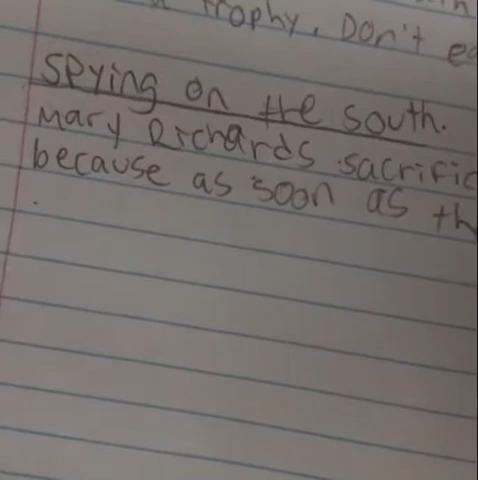 trophy. Don't
Spying on the south.
Mary Richards sacrific
because as soon as th